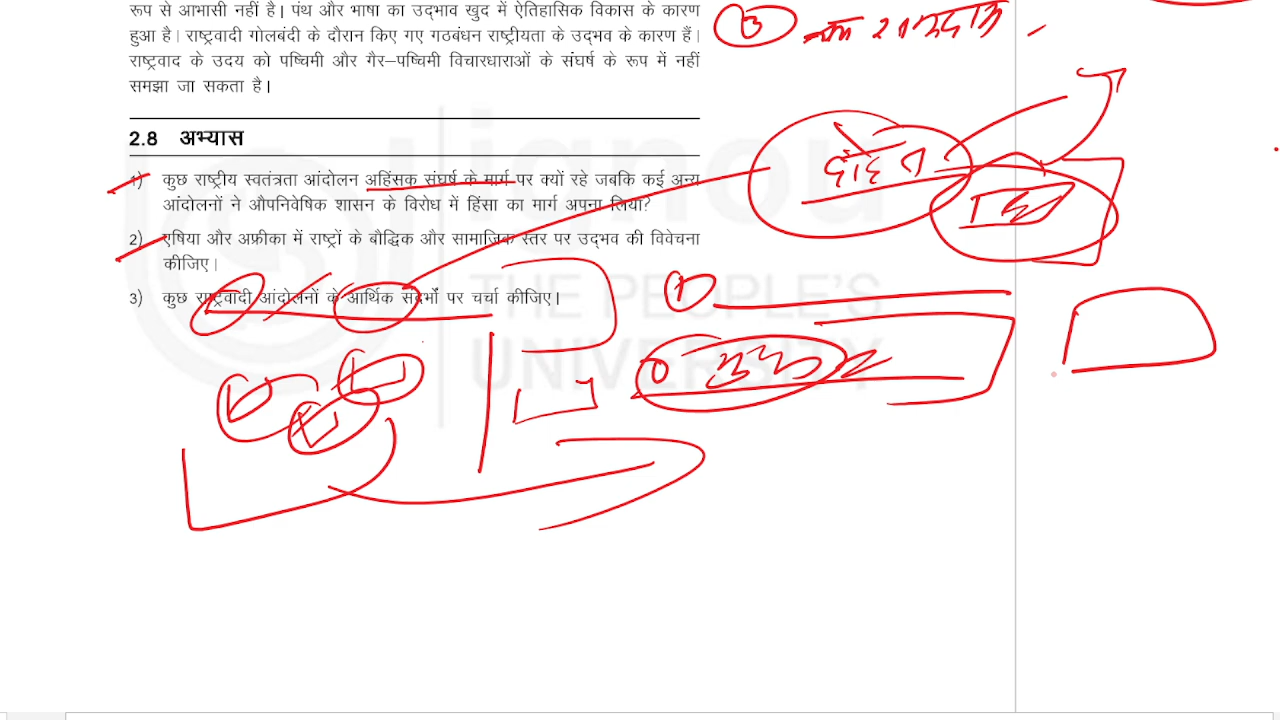 रूप से आभासी नहीं है। पंथ और भाषा का उद्भाव खुद में ऐतिहासिक विकास के कारण
हुआ है। राष्ट्रवादी गोलबंदी के दौरान किए गए गठबंधन राष्ट्रीयता के उद्भव के कारण हैं।
राष्ट्रवाद के उदय को पश्चिमी और गैर–पश्चिमी विचारधाराओं के संघर्ष के रूप में नहीं
समझा जा सकता है।
2.8 अभ्यास
1) कुछ राष्ट्रीय स्वतंत्रता आंदोलन अहिंसक संघर्ष के मार्ग पर क्यों रहे जबकि कई अन्य
आंदोलनों ने औपनिवेषिक शासन के विरोध में हिंसा का मार्ग अपना लिया?
2) एषिया और अफ्रीका में राष्ट्रों के बौद्धिक और सामाजिक स्तर पर उद्भव की विवेचना
कीजिए।
3) कुछ राष्ट्रवादी आंदोलनों के आर्थिक संदर्भों पर चर्चा कीजिए।
ignou
THE PEOPLE'S
UNIVERSITY